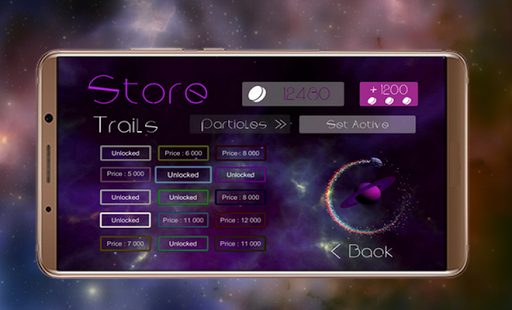 Store
12480
+ 1200
Trails
Particles >>
Set Active
Unlocked
Price : 6 000
Price : 8 000
Price : 5 000
Unlocked
Unlocked
Unlocked
Unlocked
Price : 8 000
Unlocked
Price : 11 000
Price : 12 000
Price : 7 000
Unlocked
Price : 11 000
< Back